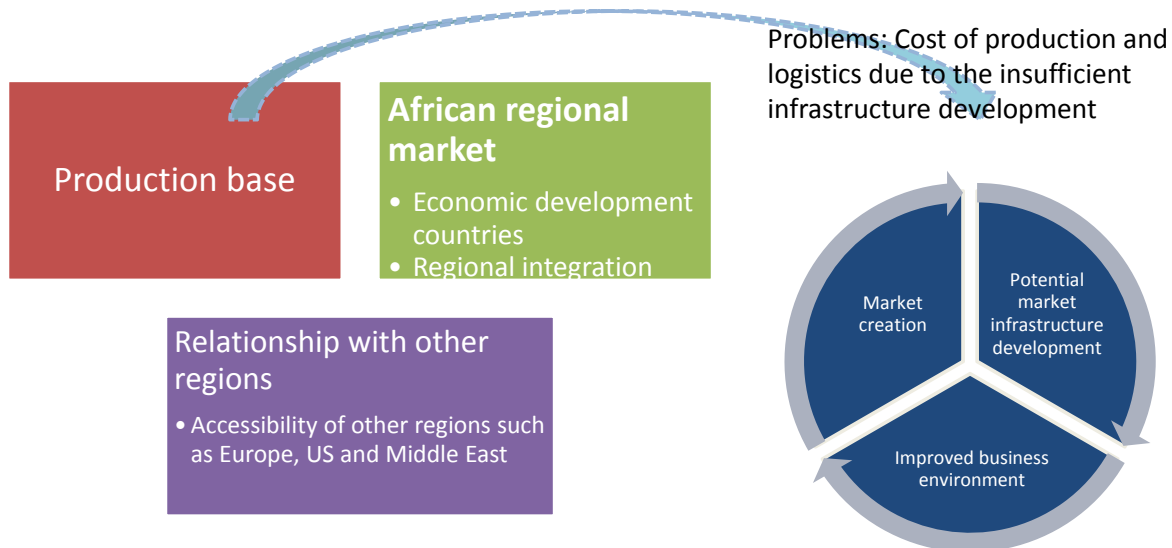 Problems: Cost of production and
logistics due to the insufficient
infrastructure development
Production base
African regional
market
• Economic development
countries
• Regional integration
Relationship with other
regions
• Accessibility of other regions such
as Europe, US and Middle East
Market
creation
Potential
market
infrastructure
development
Improved business
environment